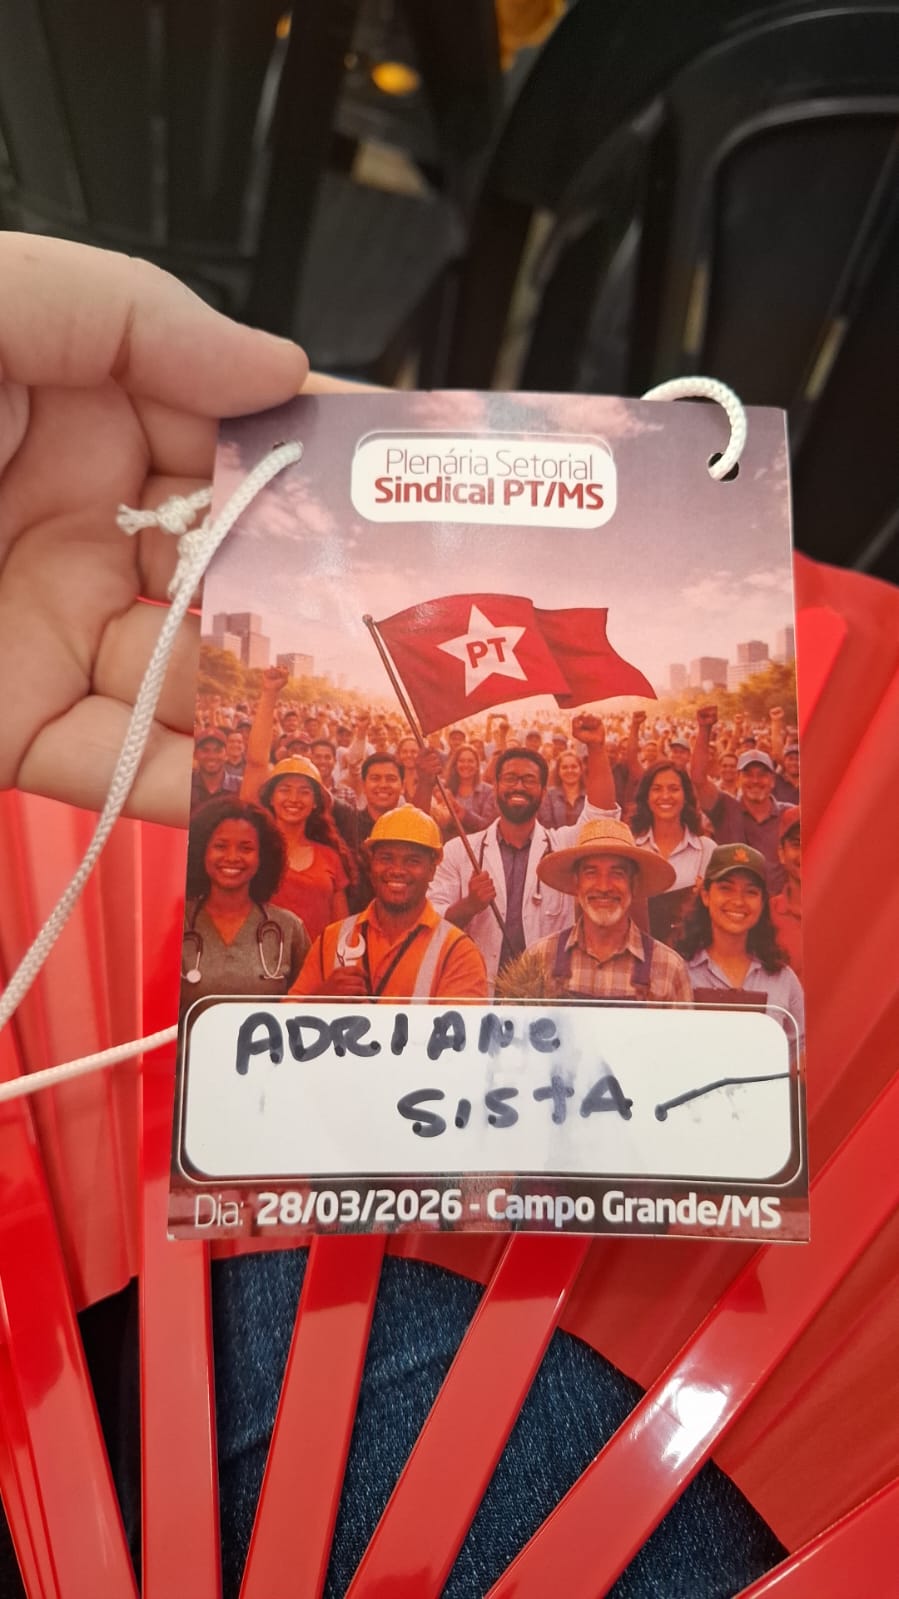 Plenária Setorial
Sindical PT/MS
PT
ADRIANe
SISTA
Dia: 28/03/2026 - Campo Grande/MS